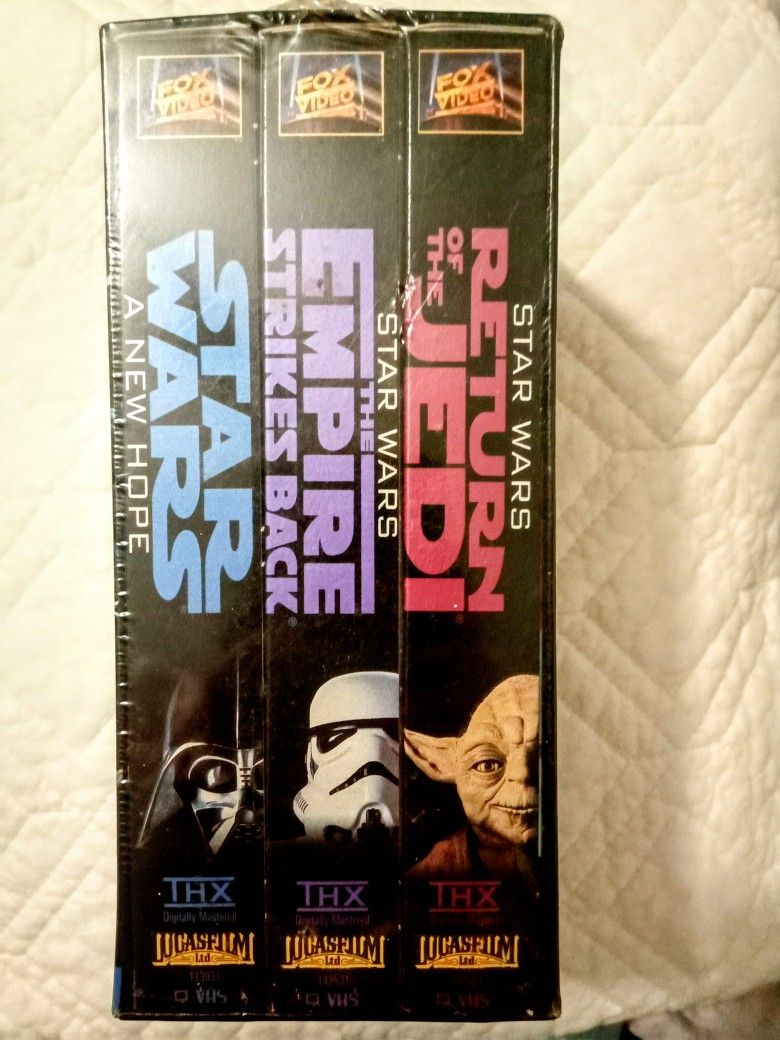 FOX
VIDEO
STAR
WARS
A NEW HOPE
THX
Digitally Mastered
LUCASFILM
Ltd
VHS
FOX
VIDEO
STAR WARS
THE
EMPIRE
STRIKES BACK
®
THX
Digitally Mastered
LUCASFILM
Ltd
VHS
FOX
VIDEO
STAR WARS
RETURN
OF THE
JEDI
®
THX
LUCASFILM
Ltd
VHS